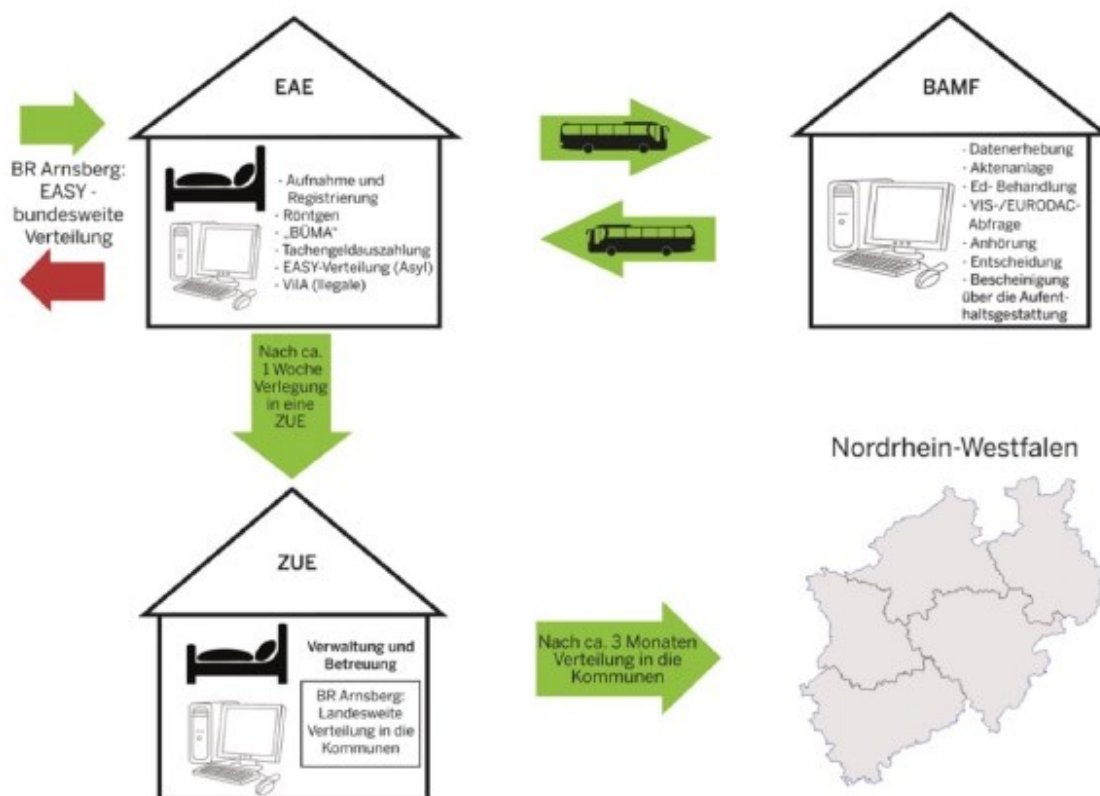 EAE
BR Arnsberg:
EASY -
bundesweite
Verteilung
- Aufnahme und
Registrierung
- Röntgen
- „BÜMA“
- Tachengeldauszahlung
- EASY-Verteilung (Asyl)
- VilA (Ilegale)
BAMF
- Datenerhebung
- Aktenanlage
- Ed- Behandlung
- VIS-/EURODAC-
Abfrage
- Anhörung
- Entscheidung
- Bescheinigung
über die Aufent-
haltsgestattung
Nach ca.
1 Woche
Verlegung
in eine
ZUE
ZUE
Verwaltung und
Betreuung
BR Arnsberg:
Landesweite
Verteilung in die
Kommunen
Nach ca. 3 Monaten
Verteilung in die
Kommunen
Nordrhein-Westfalen